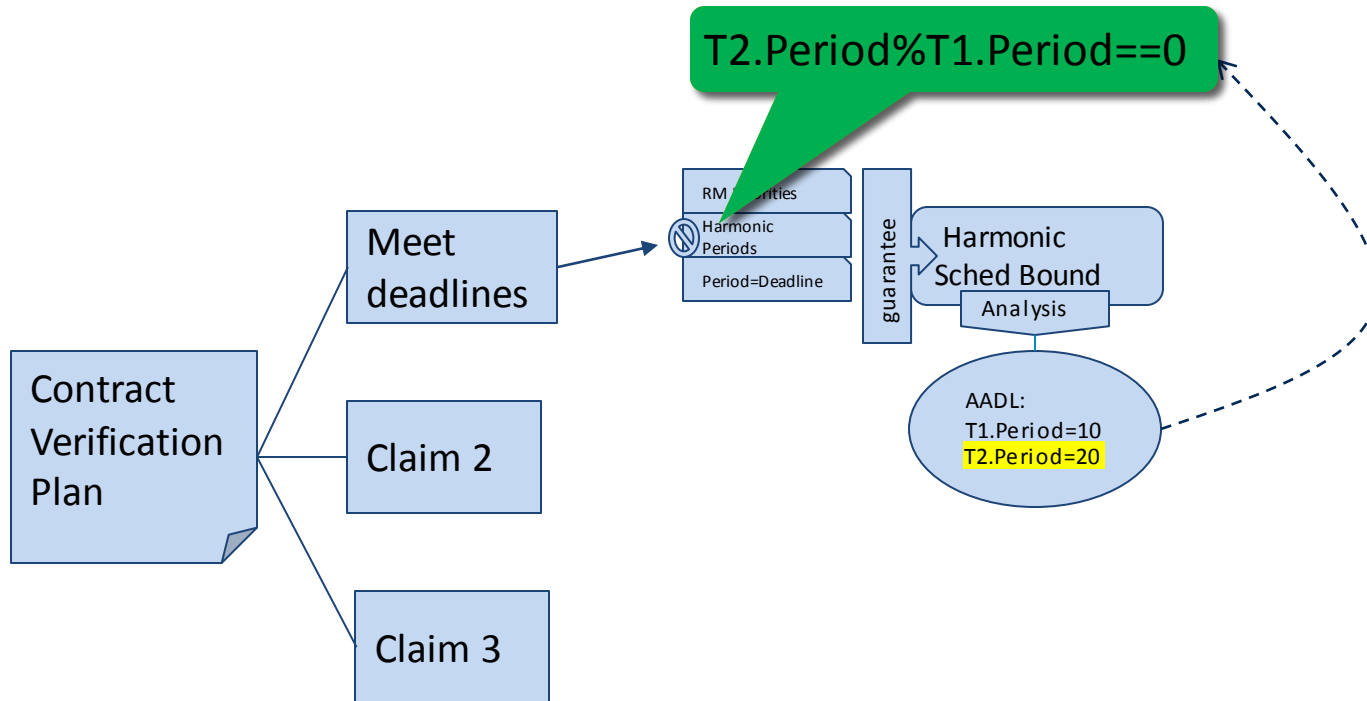 T2.Period%T1.Period==0
RM
Harmonic
Periods
Period=Deadline
guarantee
Harmonic
Sched Bound
Analysis
Meet
deadlines
AADL:
T1.Period=10
T2.Period=20
Contract
Verification
Plan
Claim 2
Claim 3